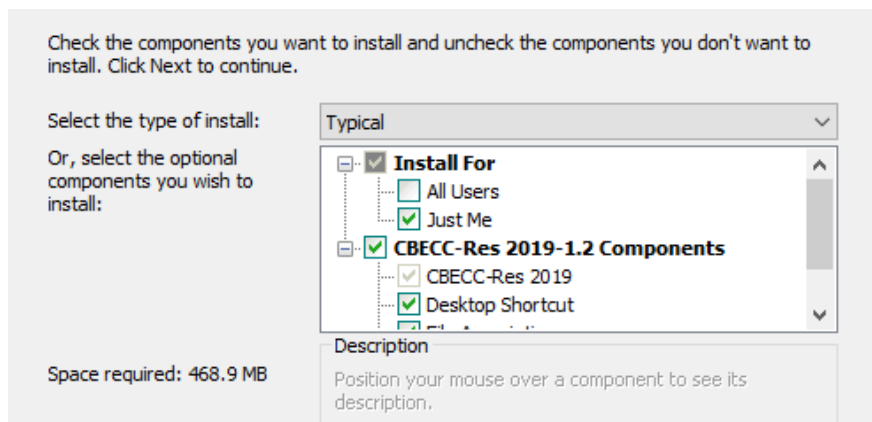 Check the components you want to install and uncheck the components you don't want to
install. Click Next to continue.
Select the type of install:
Typical
Or, select the optional
components you wish to
install:
Install For
All Users
Just Me
CBECC-Res 2019-1.2 Components
CBECC-Res 2019
Desktop Shortcut
Space required: 468.9 MB
Description
Position your mouse over a component to see its
description.